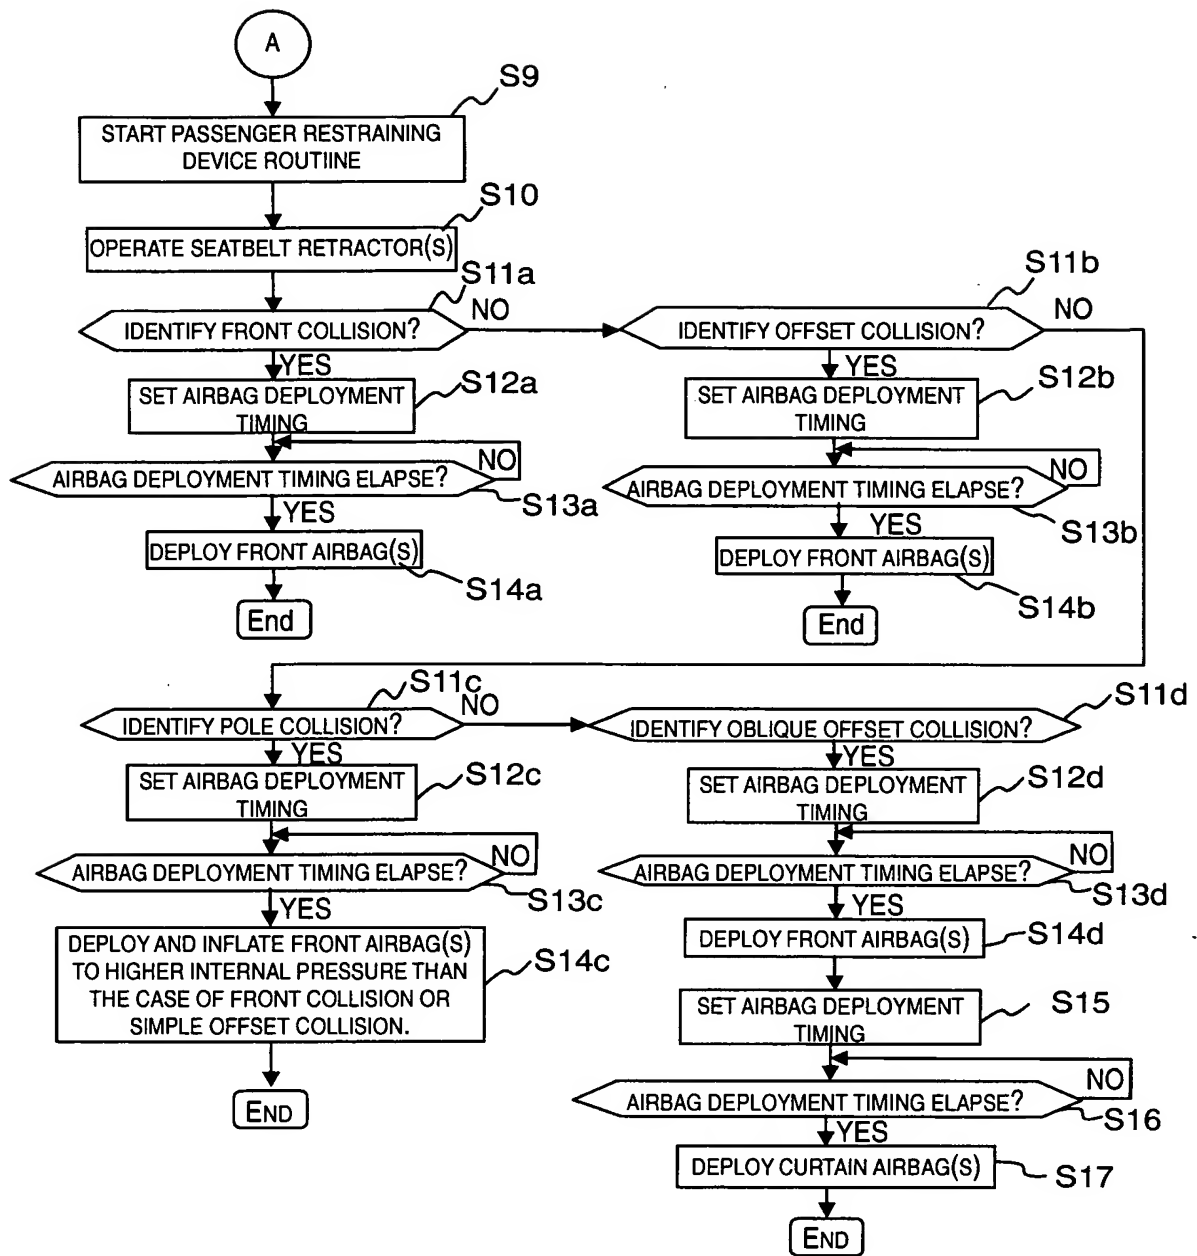 A
S9
START PASSENGER RESTRAINING
DEVICE ROUTIINE
S10
OPERATE SEATBELT RETRACTOR(S)
S11a
IDENTIFY FRONT COLLISION?
NO
YES
S12a
SET AIRBAG DEPLOYMENT
TIMING
AIRBAG DEPLOYMENT TIMING ELAPSE?
NO
S13a
YES
DEPLOY FRONT AIRBAG(S)
S14a
End
S11b
IDENTIFY OFFSET COLLISION?
NO
YES
S12b
SET AIRBAG DEPLOYMENT
TIMING
AIRBAG DEPLOYMENT TIMING ELAPSE?
NO
S13b
YES
DEPLOY FRONT AIRBAG(S)
S14b
End
S11c
IDENTIFY POLE COLLISION?
NO
YES
S12c
SET AIRBAG DEPLOYMENT
TIMING
AIRBAG DEPLOYMENT TIMING ELAPSE?
NO
S13c
YES
DEPLOY AND INFLATE FRONT AIRBAG(S)
TO HIGHER INTERNAL PRESSURE THAN
THE CASE OF FRONT COLLISION OR
SIMPLE OFFSET COLLISION.
S14c
END
S11d
IDENTIFY OBLIQUE OFFSET COLLISION?
YES
S12d
SET AIRBAG DEPLOYMENT
TIMING
AIRBAG DEPLOYMENT TIMING ELAPSE?
NO
S13d
YES
DEPLOY FRONT AIRBAG(S)
S14d
SET AIRBAG DEPLOYMENT
TIMING
S15
AIRBAG DEPLOYMENT TIMING ELAPSE?
NO
S16
YES
DEPLOY CURTAIN AIRBAG(S)
S17
END